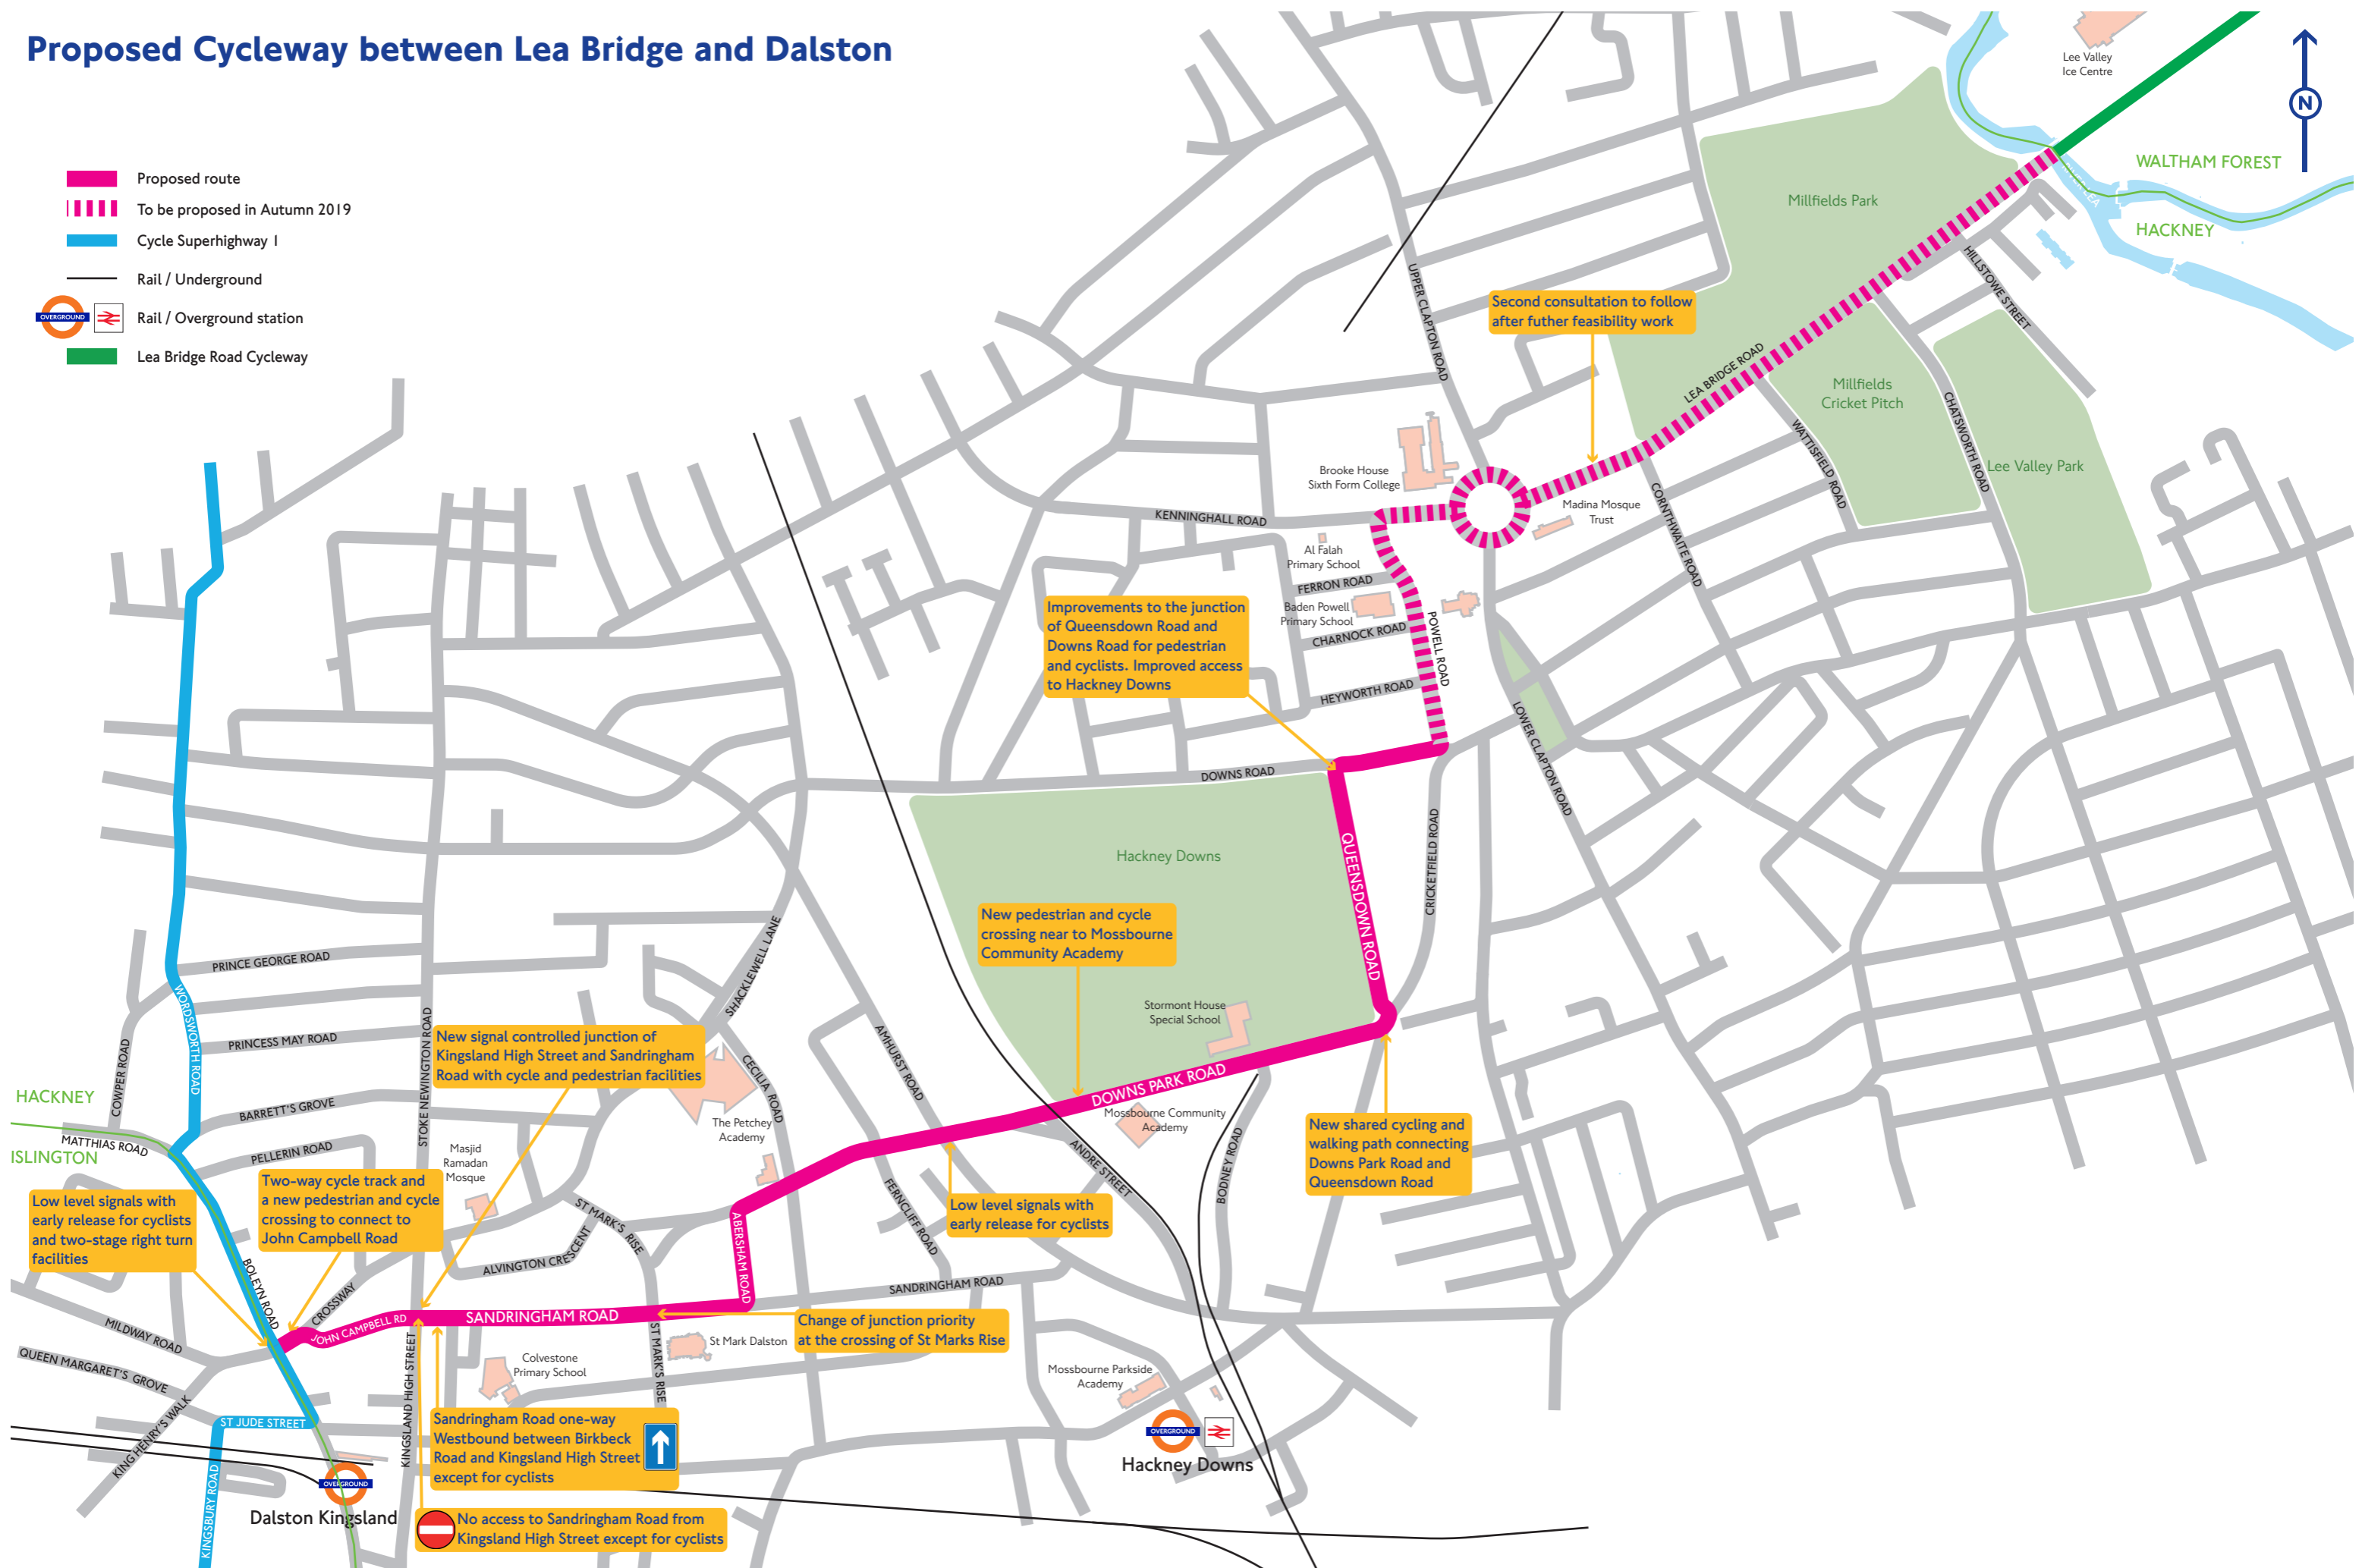 Proposed Cycleway between Lea Bridge and Dalston
Proposed route
To be proposed in Autumn 2019
Cycle Superhighway 1
Rail / Underground
OVERGROUND
Rail / Overground station
Lea Bridge Road Cycleway
N
Lee Valley
Ice Centre
WALTHAM FOREST
HACKNEY
Millfields Park
HILLSTOWE STREET
UPPER CLAPTON ROAD
Second consultation to follow
after futher feasibility work
LEA BRIDGE ROAD
Millfields
Cricket Pitch
CHATSWORTH ROAD
WATTISFIELD ROAD
Lee Valley Park
Brooke House
Sixth Form College
Madina Mosque
Trust
CORNTHWAITE ROAD
KENNINGHALL ROAD
Al Falah
Primary School
FERRON ROAD
Baden Powell
Primary School
CHARNOCK ROAD
POWELL ROAD
HEYWORTH ROAD
Improvements to the junction
of Queensdown Road and
Downs Road for pedestrian
and cyclists. Improved access
to Hackney Downs
LOWER CLAPTON ROAD
DOWNS ROAD
Hackney Downs
QUEENSDOWN ROAD
CRICKETFIELD ROAD
New pedestrian and cycle
crossing near to Mossbourne
Community Academy
Stormont House
Special School
SHACKLEWELL LANE
PRINCE GEORGE ROAD
WORDSWORTH ROAD
PRINCESS MAY ROAD
STOKE NEWINGTON ROAD
COWPER ROAD
New signal controlled junction of
Kingsland High Street and Sandringham
Road with cycle and pedestrian facilities
AMHURST ROAD
CECILIA ROAD
The Petchey
Academy
DOWNS PARK ROAD
Mossbourne Community
Academy
HACKNEY
BARRETT'S GROVE
MATTHIAS ROAD
ISLINGTON
PELLERIN ROAD
Masjid
Ramadan
Mosque
ANDRE STREET
BODNEY ROAD
New shared cycling and
walking path connecting
Downs Park Road and
Queensdown Road
Low level signals with
early release for cyclists
and two-stage right turn
facilities
Two-way cycle track and
a new pedestrian and cycle
crossing to connect to
John Campbell Road
ST MARK'S RISE
FERNCLIFF ROAD
Low level signals with
early release for cyclists
ABERSHAM ROAD
ALVINGTON CRESCENT
BOLEYN ROAD
CROSSWAY
SANDRINGHAM ROAD
JOHN CAMPBELL RD
SANDRINGHAM ROAD
Change of junction priority
at the crossing of St Marks Rise
MILDWAY ROAD
QUEEN MARGARET'S GROVE
KINGSLAND HIGH STREET
ST MARK'S RISE
St Mark Dalston
Colvestone
Primary School
Mossbourne Parkside
Academy
KING HENRY'S WALK
ST JUDE STREET
Sandringham Road one-way
Westbound between Birkbeck
Road and Kingsland High Street
except for cyclists
OVERGROUND
Hackney Downs
KINGSBURY ROAD
OVERGROUND
Dalston Kingsland
No access to Sandringham Road from
Kingsland High Street except for cyclists